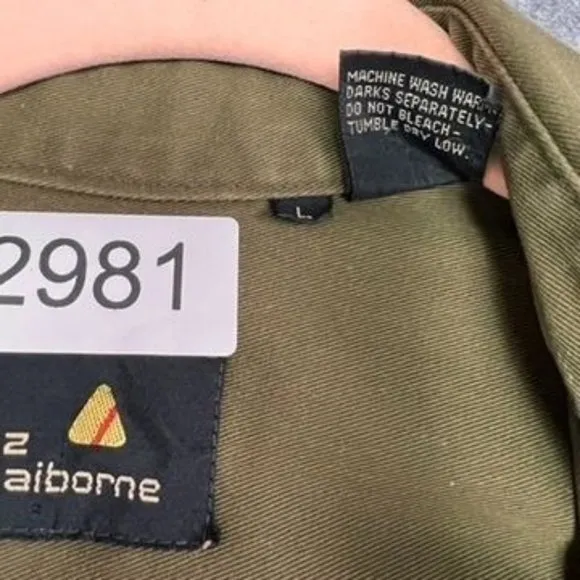 MACHINE WASH WAR
DARKS SEPARATELY-
DO NOT BLEACH-
TUMBLE DRY LOW.
L.
2981
z
aiborne